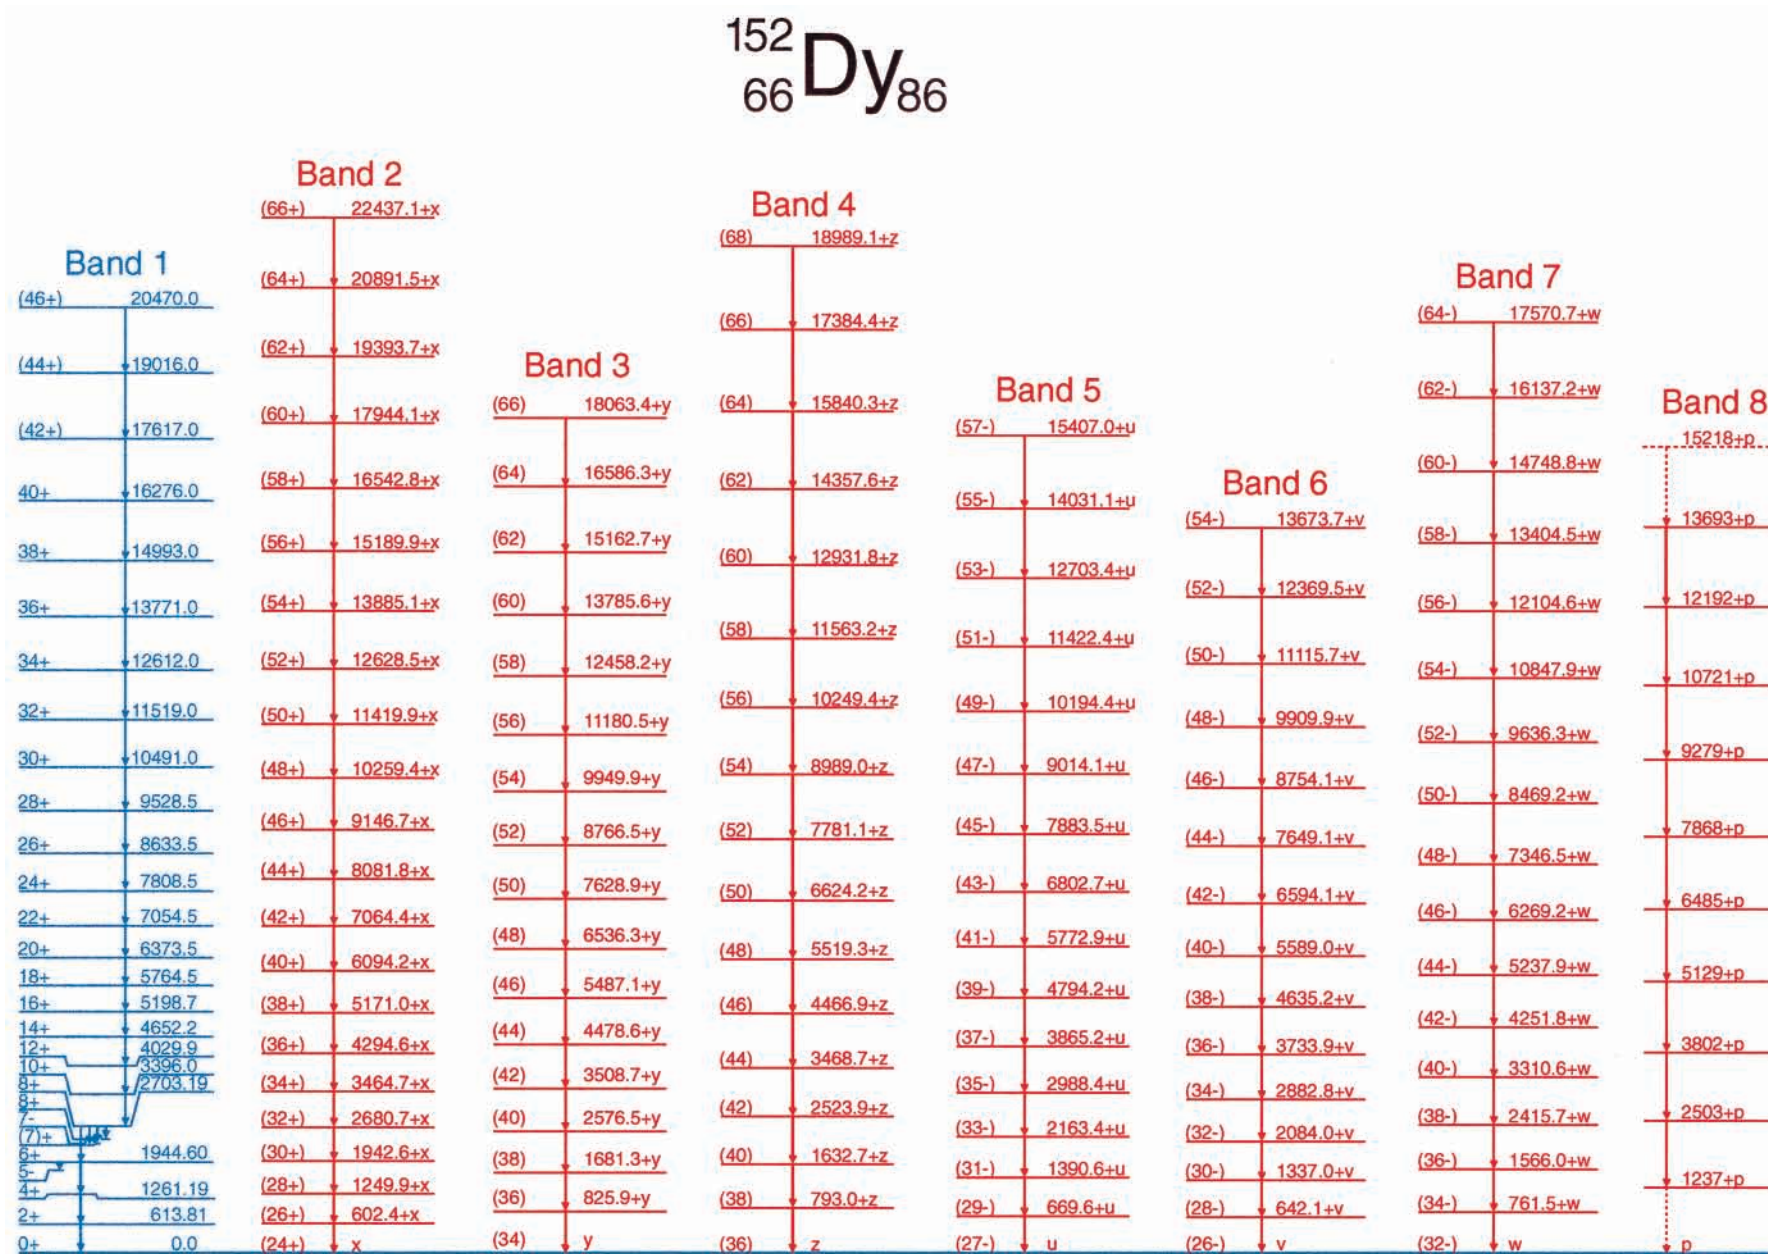 152
66Dy86
Band 1
(46+) 20470.0
(44+) 19016.0
(42+) 17617.0
40+ 16276.0
38+ 14993.0
36+ 13771.0
34+ 12612.0
32+ 11519.0
30+ 10491.0
28+ 9528.5
26+ 8633.5
24+ 7808.5
22+ 7054.5
20+ 6373.5
18+ 5764.5
16+ 5198.7
14+ 4652.2
12+ 4029.9
10+ 3396.0
8+ 2703.19
8+
7-
(7)+
6+ 1944.60
5-
4+ 1261.19
2+ 613.81
0+ 0.0
Band 2
(66+) 22437.1+x
(64+) 20891.5+x
(62+) 19393.7+x
(60+) 17944.1+x
(58+) 16542.8+x
(56+) 15189.9+x
(54+) 13885.1+x
(52+) 12628.5+x
(50+) 11419.9+x
(48+) 10259.4+x
(46+) 9146.7+x
(44+) 8081.8+x
(42+) 7064.4+x
(40+) 6094.2+x
(38+) 5171.0+x
(36+) 4294.6+x
(34+) 3464.7+x
(32+) 2680.7+x
(30+) 1942.6+x
(28+) 1249.9+x
(26+) 602.4+x
(24+) x
Band 3
(66) 18063.4+y
(64) 16586.3+y
(62) 15162.7+y
(60) 13785.6+y
(58) 12458.2+y
(56) 11180.5+y
(54) 9949.9+y
(52) 8766.5+y
(50) 7628.9+y
(48) 6536.3+y
(46) 5487.1+y
(44) 4478.6+y
(42) 3508.7+y
(40) 2576.5+y
(38) 1681.3+y
(36) 825.9+y
(34) y
Band 4
(68) 18989.1+z
(66) 17384.4+z
(64) 15840.3+z
(62) 14357.6+z
(60) 12931.8+z
(58) 11563.2+z
(56) 10249.4+z
(54) 8989.0+z
(52) 7781.1+z
(50) 6624.2+z
(48) 5519.3+z
(46) 4466.9+z
(44) 3468.7+z
(42) 2523.9+z
(40) 1632.7+z
(38) 793.0+z
(36) z
Band 5
(57-) 15407.0+u
(55-) 14031.1+u
(53-) 12703.4+u
(51-) 11422.4+u
(49-) 10194.4+u
(47-) 9014.1+u
(45-) 7883.5+u
(43-) 6802.7+u
(41-) 5772.9+u
(39-) 4794.2+u
(37-) 3865.2+u
(35-) 2988.4+u
(33-) 2163.4+u
(31-) 1390.6+u
(29-) 669.6+u
(27-) u
Band 6
(54-) 13673.7+v
(52-) 12369.5+v
(50-) 11115.7+v
(48-) 9909.9+v
(46-) 8754.1+v
(44-) 7649.1+v
(42-) 6594.1+v
(40-) 5589.0+v
(38-) 4635.2+v
(36-) 3733.9+v
(34-) 2882.8+v
(32-) 2084.0+v
(30-) 1337.0+v
(28-) 642.1+v
(26-) v
Band 7
(64-) 17570.7+w
(62-) 16137.2+w
(60-) 14748.8+w
(58-) 13404.5+w
(56-) 12104.6+w
(54-) 10847.9+w
(52-) 9636.3+w
(50-) 8469.2+w
(48-) 7346.5+w
(46-) 6269.2+w
(44-) 5237.9+w
(42-) 4251.8+w
(40-) 3310.6+w
(38-) 2415.7+w
(36-) 1566.0+w
(34-) 761.5+w
(32-) w
Band 8
15218+p
13693+p
12192+p
10721+p
9279+p
7868+p
6485+p
5129+p
3802+p
2503+p
1237+p
p